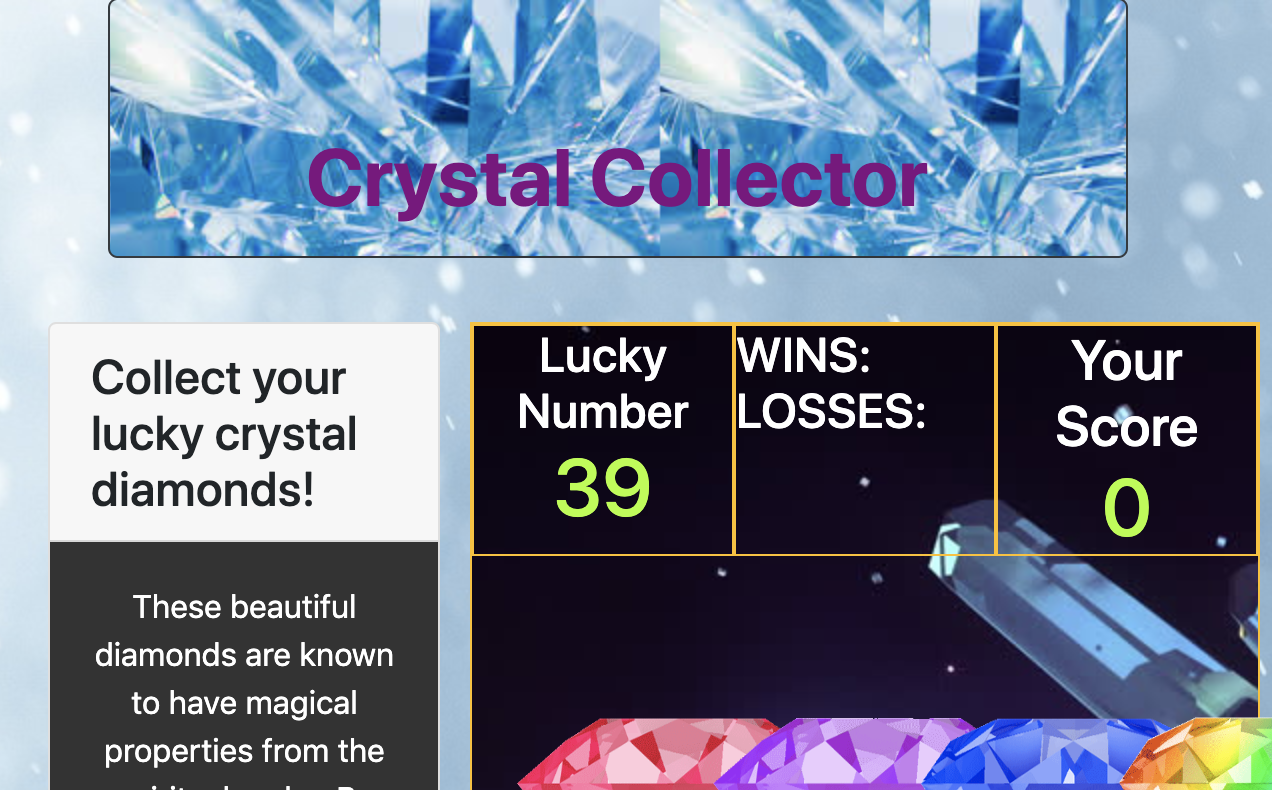 Crystal Collector
Collect your
lucky crystal
diamonds!
These beautiful
diamonds are known
to have magical
properties from the
Lucky
Number
39
WINS:
LOSSES:
Your
Score
0